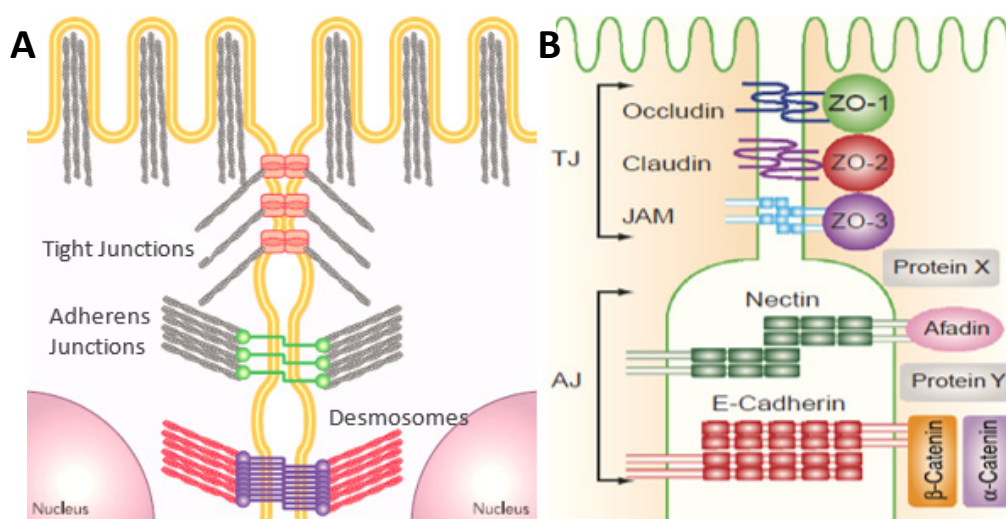 A
Tight Junctions
Adherens
Junctions
Desmosomes
Nucleus
Nucleus
B
TJ
Occludin
ZO-1
Claudin
ZO-2
JAM
ZO-3
Protein X
AJ
Nectin
Afadin
Protein Y
E-Cadherin
β-Catenin
α-Catenin